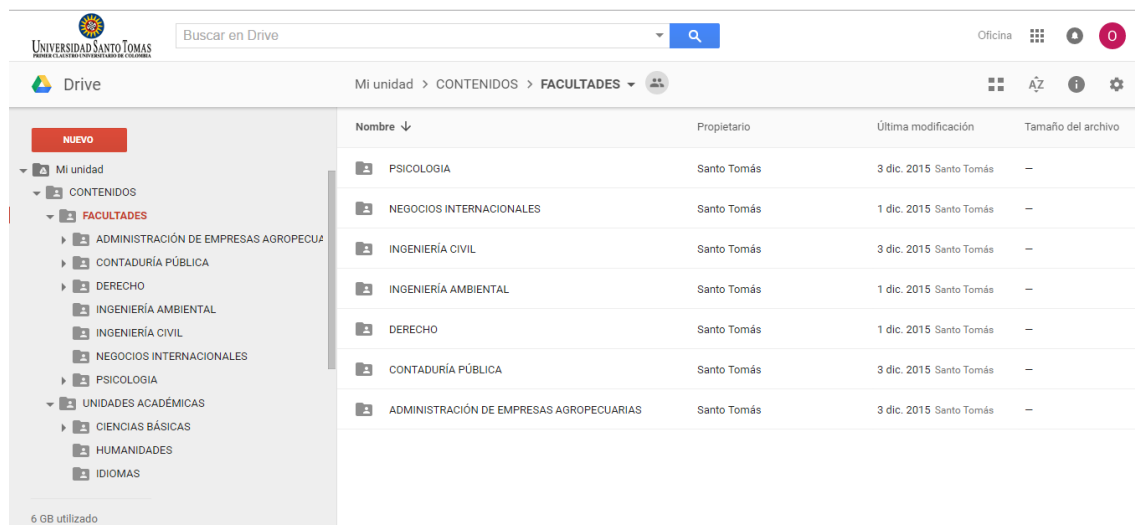 UNIVERSIDAD SANTO TOMAS
PRIMER CLAUSTRO UNIVERSITARIO DE COLOMBIA
Buscar en Drive
Oficina
O
Drive
Mi unidad > CONTENIDOS > FACULTADES
AZ
NUEVO
Mi unidad
CONTENIDOS
FACULTADES
ADMINISTRACIÓN DE EMPRESAS AGROPECUA
CONTADURÍA PÚBLICA
DERECHO
INGENIERÍA AMBIENTAL
INGENIERÍA CIVIL
NEGOCIOS INTERNACIONALES
PSICOLOGIA
UNIDADES ACADÉMICAS
CIENCIAS BÁSICAS
HUMANIDADES
IDIOMAS
6 GB utilizado
Nombre Propietario Última modificación Tamaño del archivo
PSICOLOGIA Santo Tomás 3 dic. 2015 Santo Tomás —
NEGOCIOS INTERNACIONALES Santo Tomás 1 dic. 2015 Santo Tomás —
INGENIERÍA CIVIL Santo Tomás 3 dic. 2015 Santo Tomás —
INGENIERÍA AMBIENTAL Santo Tomás 1 dic. 2015 Santo Tomás —
DERECHO Santo Tomás 1 dic. 2015 Santo Tomás —
CONTADURÍA PÚBLICA Santo Tomás 3 dic. 2015 Santo Tomás —
ADMINISTRACIÓN DE EMPRESAS AGROPECUARIAS Santo Tomás 3 dic. 2015 Santo Tomás —